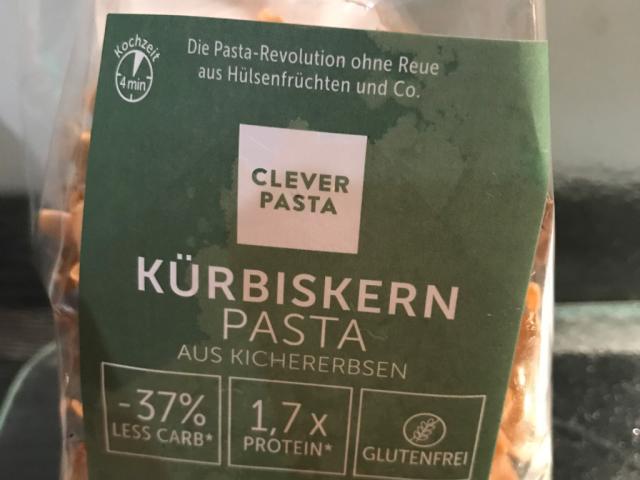 Kochzeit
4 min
Die Pasta-Revolution ohne Reue
aus Hülsenfrüchten und Co.
CLEVER
PASTA
KÜRBISKERN
PASTA
AUS KICHERERBSEN
-37%
LESS CARB*
1,7 x
PROTEIN*
GLUTENFREI